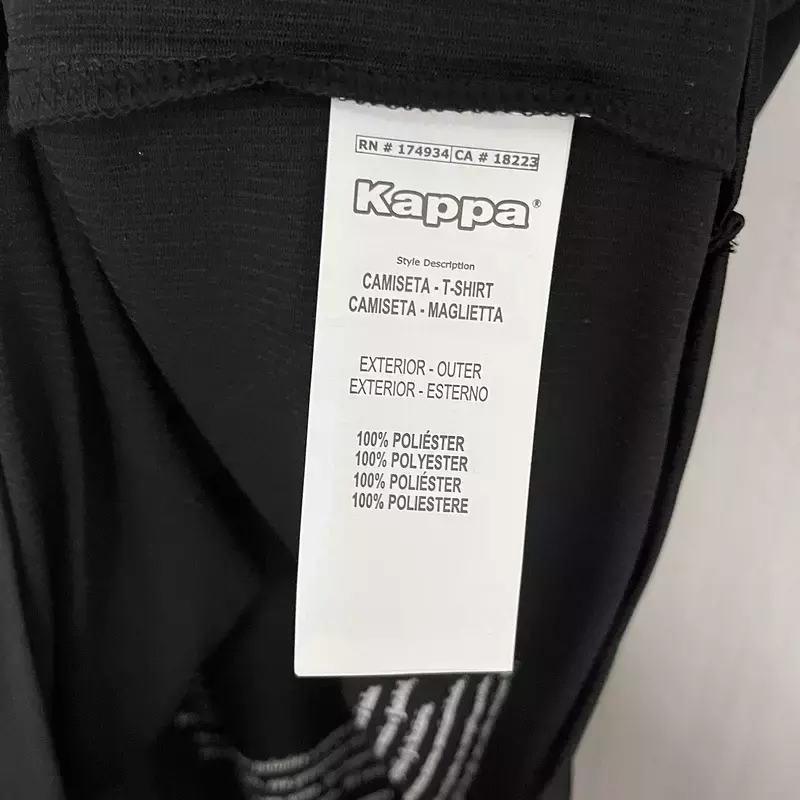 RN # 174934 CA # 18223
Kappa®
Style Description
CAMISETA - T-SHIRT
CAMISETA - MAGLIETTA
EXTERIOR - OUTER
EXTERIOR - ESTERNO
100% POLIÉSTER
100% POLYESTER
100% POLIÉSTER
100% POLIESTERE